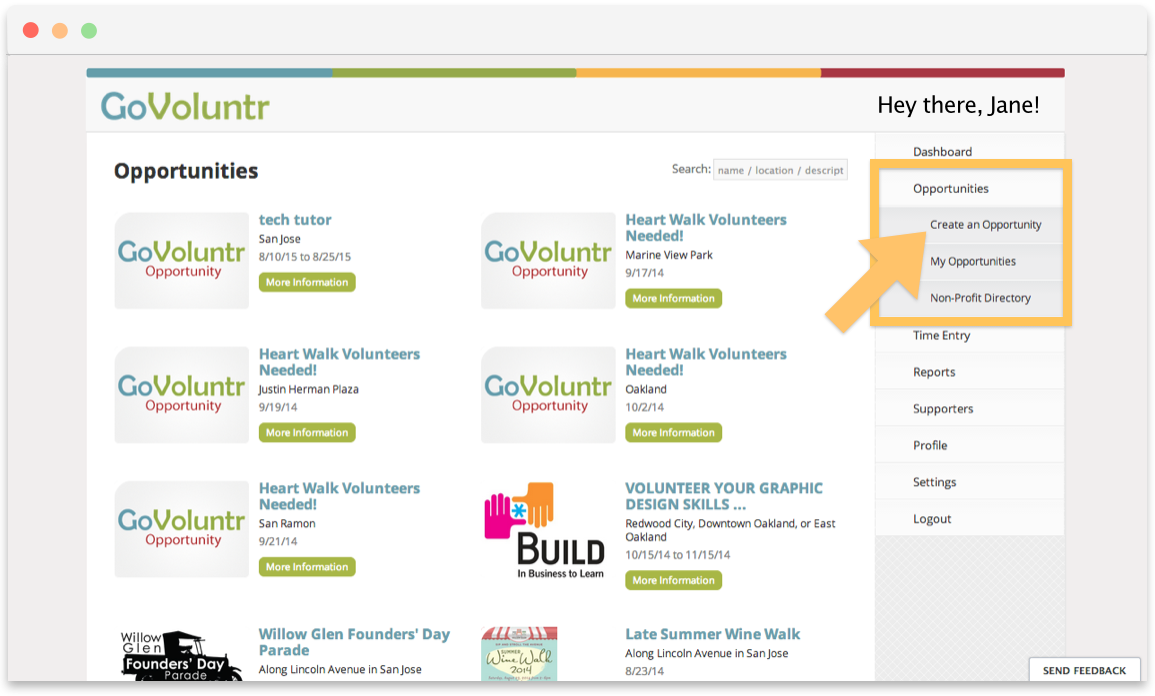 GoVoluntr
Hey there, Jane!
Opportunities
Search: name / location / descript
GoVoluntr
Opportunity
tech tutor
San Jose
8/10/15 to 8/25/15
More Information
GoVoluntr
Opportunity
Heart Walk Volunteers
Needed!
Marine View Park
9/17/14
More Information
GoVoluntr
Opportunity
Heart Walk Volunteers
Needed!
Justin Herman Plaza
9/19/14
More Information
GoVoluntr
Opportunity
Heart Walk Volunteers
Needed!
Oakland
10/2/14
More Information
GoVoluntr
Opportunity
Heart Walk Volunteers
Needed!
San Ramon
9/21/14
More Information
BUILD
In Business to Learn
VOLUNTEER YOUR GRAPHIC
DESIGN SKILLS ...
Redwood City, Downtown Oakland, or East
Oakland
10/15/14 to 11/15/14
More Information
Willow
Glen
Founders' Day
Parade
Willow Glen Founders' Day
Parade
Along Lincoln Avenue in San Jose
SUMMER
Wine Walk
2014
Late Summer Wine Walk
Along Lincoln Avenue in San Jose
8/23/14
Dashboard
Opportunities
Create an Opportunity
My Opportunities
Non-Profit Directory
Time Entry
Reports
Supporters
Profile
Settings
Logout
SEND FEEDBACK